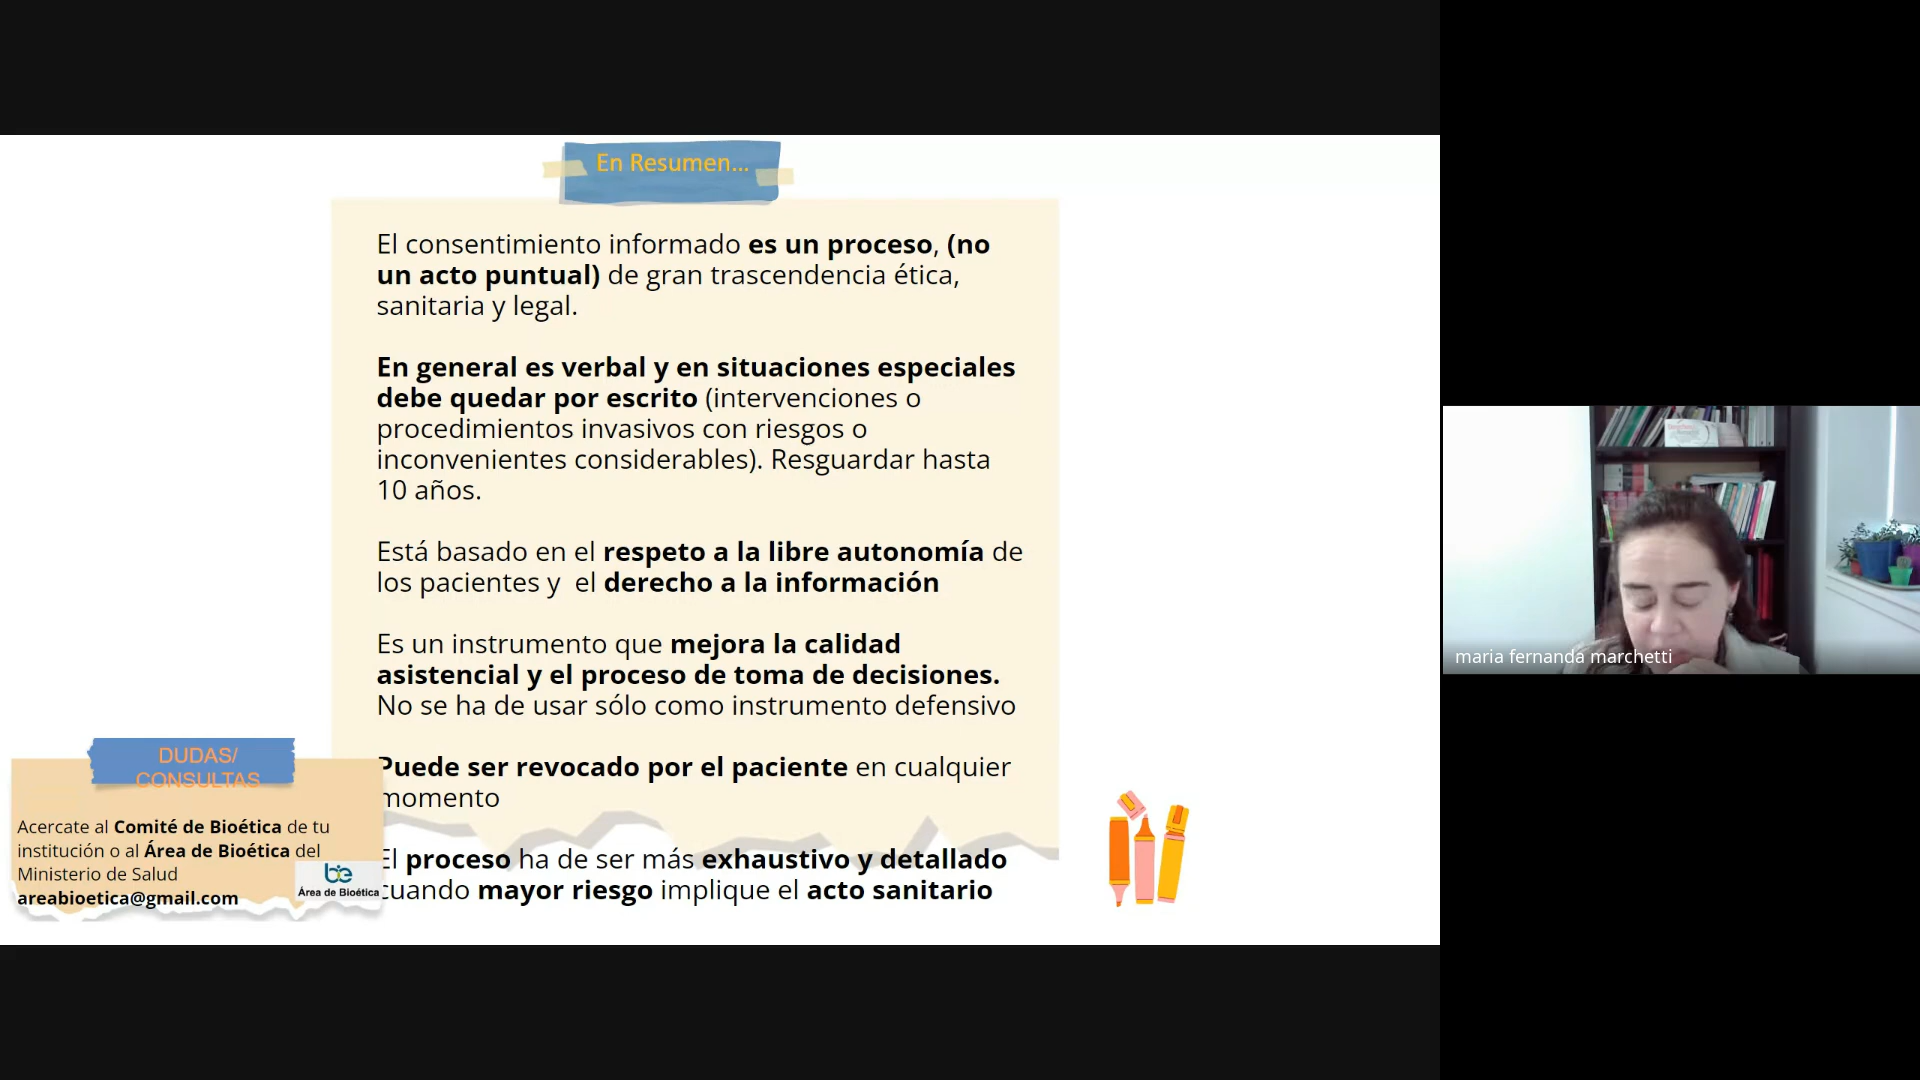 En Resumen...
El consentimiento informado es un proceso, (no
un acto puntual) de gran trascendencia ética,
sanitaria y legal.
En general es verbal y en situaciones especiales
debe quedar por escrito (intervenciones o
procedimientos invasivos con riesgos o
inconvenientes considerables). Resguardar hasta
10 años.
Está basado en el respeto a la libre autonomía de
los pacientes y  el derecho a la información
Es un instrumento que mejora la calidad
asistencial y el proceso de toma de decisiones.
No se ha de usar sólo como instrumento defensivo
Puede ser revocado por el paciente en cualquier
momento
El proceso ha de ser más exhaustivo y detallado
cuando mayor riesgo implique el acto sanitario
DUDAS/
CONSULTAS
Acercate al Comité de Bioética de tu
institución o al Área de Bioética del
Ministerio de Salud
areabioetica@gmail.com
be
Área de Bioética
maria fernanda marchetti